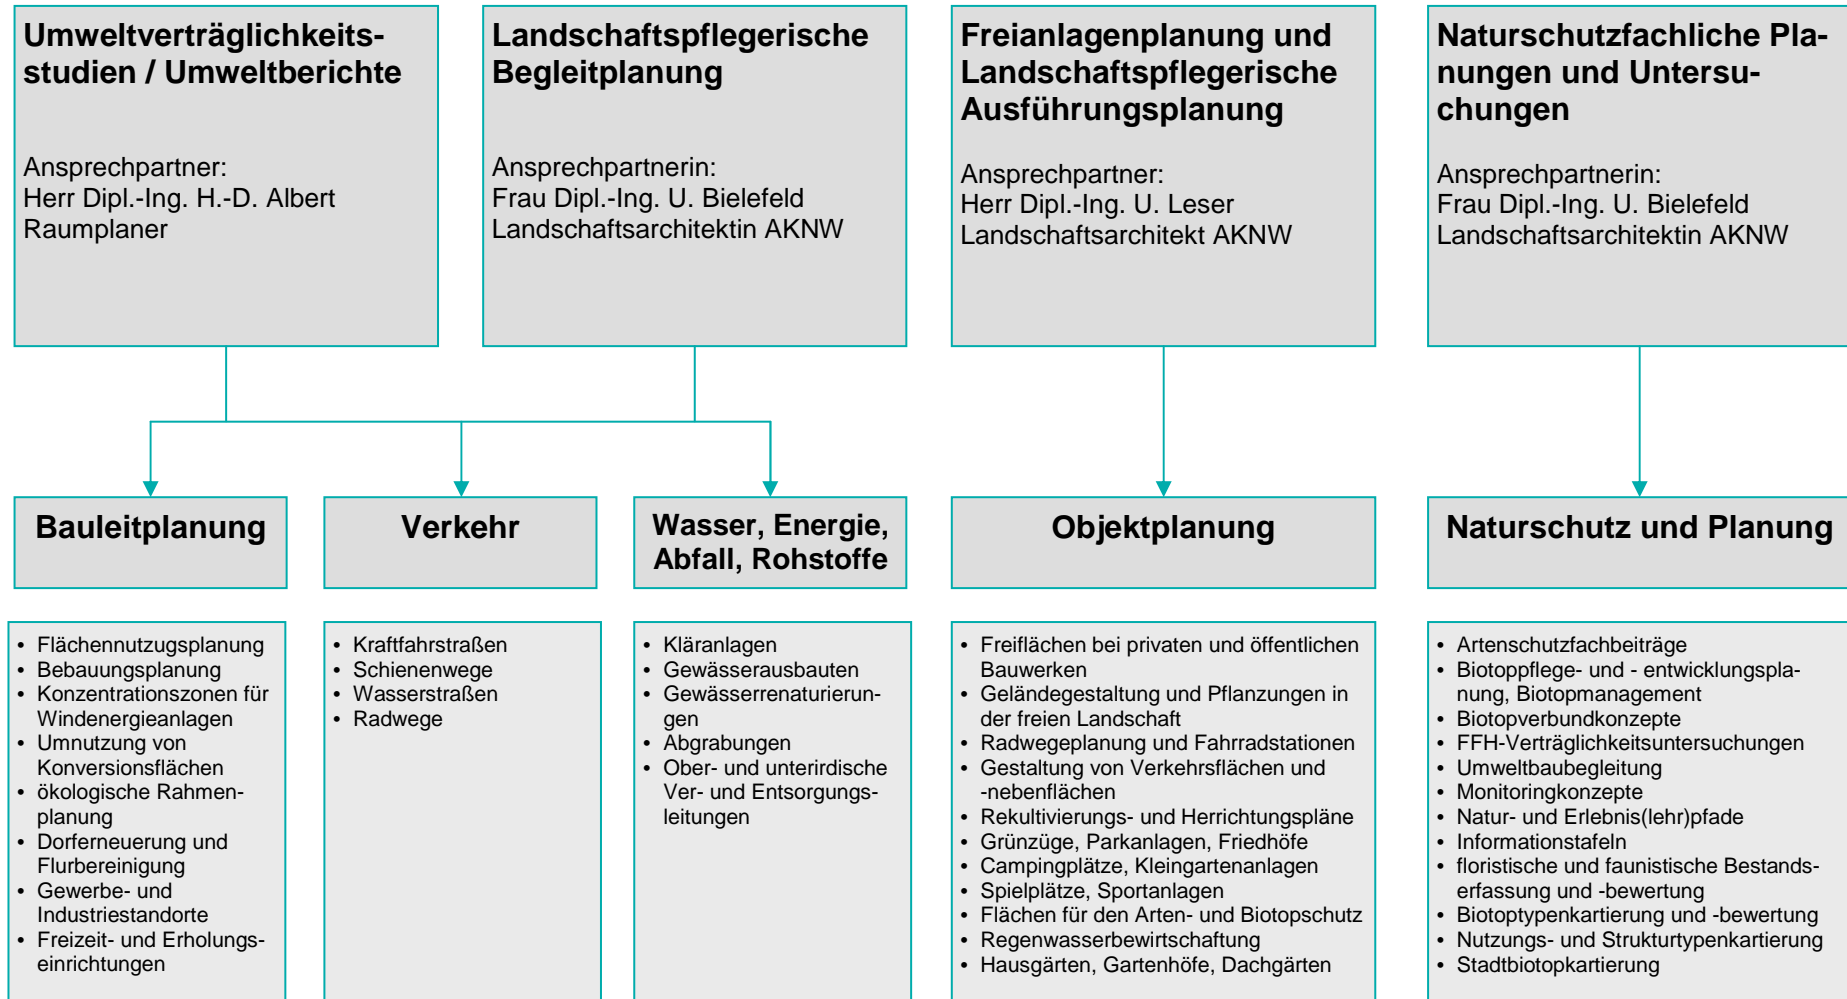 Umweltverträglichkeits-
studien / Umweltberichte
Ansprechpartner:
Herr Dipl.-Ing. H.-D. Albert
Raumplaner
Landschaftspflegerische
Begleitplanung
Ansprechpartnerin:
Frau Dipl.-Ing. U. Bielefeld
Landschaftsarchitektin AKNW
Freianlagenplanung und
Landschaftspflegerische
Ausführungsplanung
Ansprechpartner:
Herr Dipl.-Ing. U. Leser
Landschaftsarchitekt AKNW
Naturschutzfachliche Pla-
nungen und Untersu-
chungen
Ansprechpartnerin:
Frau Dipl.-Ing. U. Bielefeld
Landschaftsarchitektin AKNW
Bauleitplanung
Verkehr
Wasser, Energie,
Abfall, Rohstoffe
Objektplanung
Naturschutz und Planung
• Flächennutzugsplanung
• Bebauungsplanung
• Konzentrationszonen für
Windenergieanlagen
• Umnutzung von
Konversionsflächen
• ökologische Rahmen-
planung
• Dorferneuerung und
Flurbereinigung
• Gewerbe- und
Industriestandorte
• Freizeit- und Erholungs-
einrichtungen
• Kraftfahrstraßen
• Schienenwege
• Wasserstraßen
• Radwege
• Kläranlagen
• Gewässerausbauten
• Gewässerrenaturierun-
gen
• Abgrabungen
• Ober- und unterirdische
Ver- und Entsorgungs-
leitungen
• Freiflächen bei privaten und öffentlichen
Bauwerken
• Geländegestaltung und Pflanzungen in
der freien Landschaft
• Radwegeplanung und Fahrradstationen
• Gestaltung von Verkehrsflächen und
-nebenflächen
• Rekultivierungs- und Herrichtungspläne
• Grünzüge, Parkanlagen, Friedhöfe
• Campingplätze, Kleingartenanlagen
• Spielplätze, Sportanlagen
• Flächen für den Arten- und Biotopschutz
• Regenwasserbewirtschaftung
• Hausgärten, Gartenhöfe, Dachgärten
• Artenschutzfachbeiträge
• Biotoppflege- und - entwicklungspla-
nung, Biotopmanagement
• Biotopverbundkonzepte
• FFH-Verträglichkeitsuntersuchungen
• Umweltbaubegleitung
• Monitoringkonzepte
• Natur- und Erlebnis(lehr)pfade
• Informationstafeln
• floristische und faunistische Bestands-
erfassung und -bewertung
• Biotoptypenkartierung und -bewertung
• Nutzungs- und Strukturtypenkartierung
• Stadtbiotopkartierung